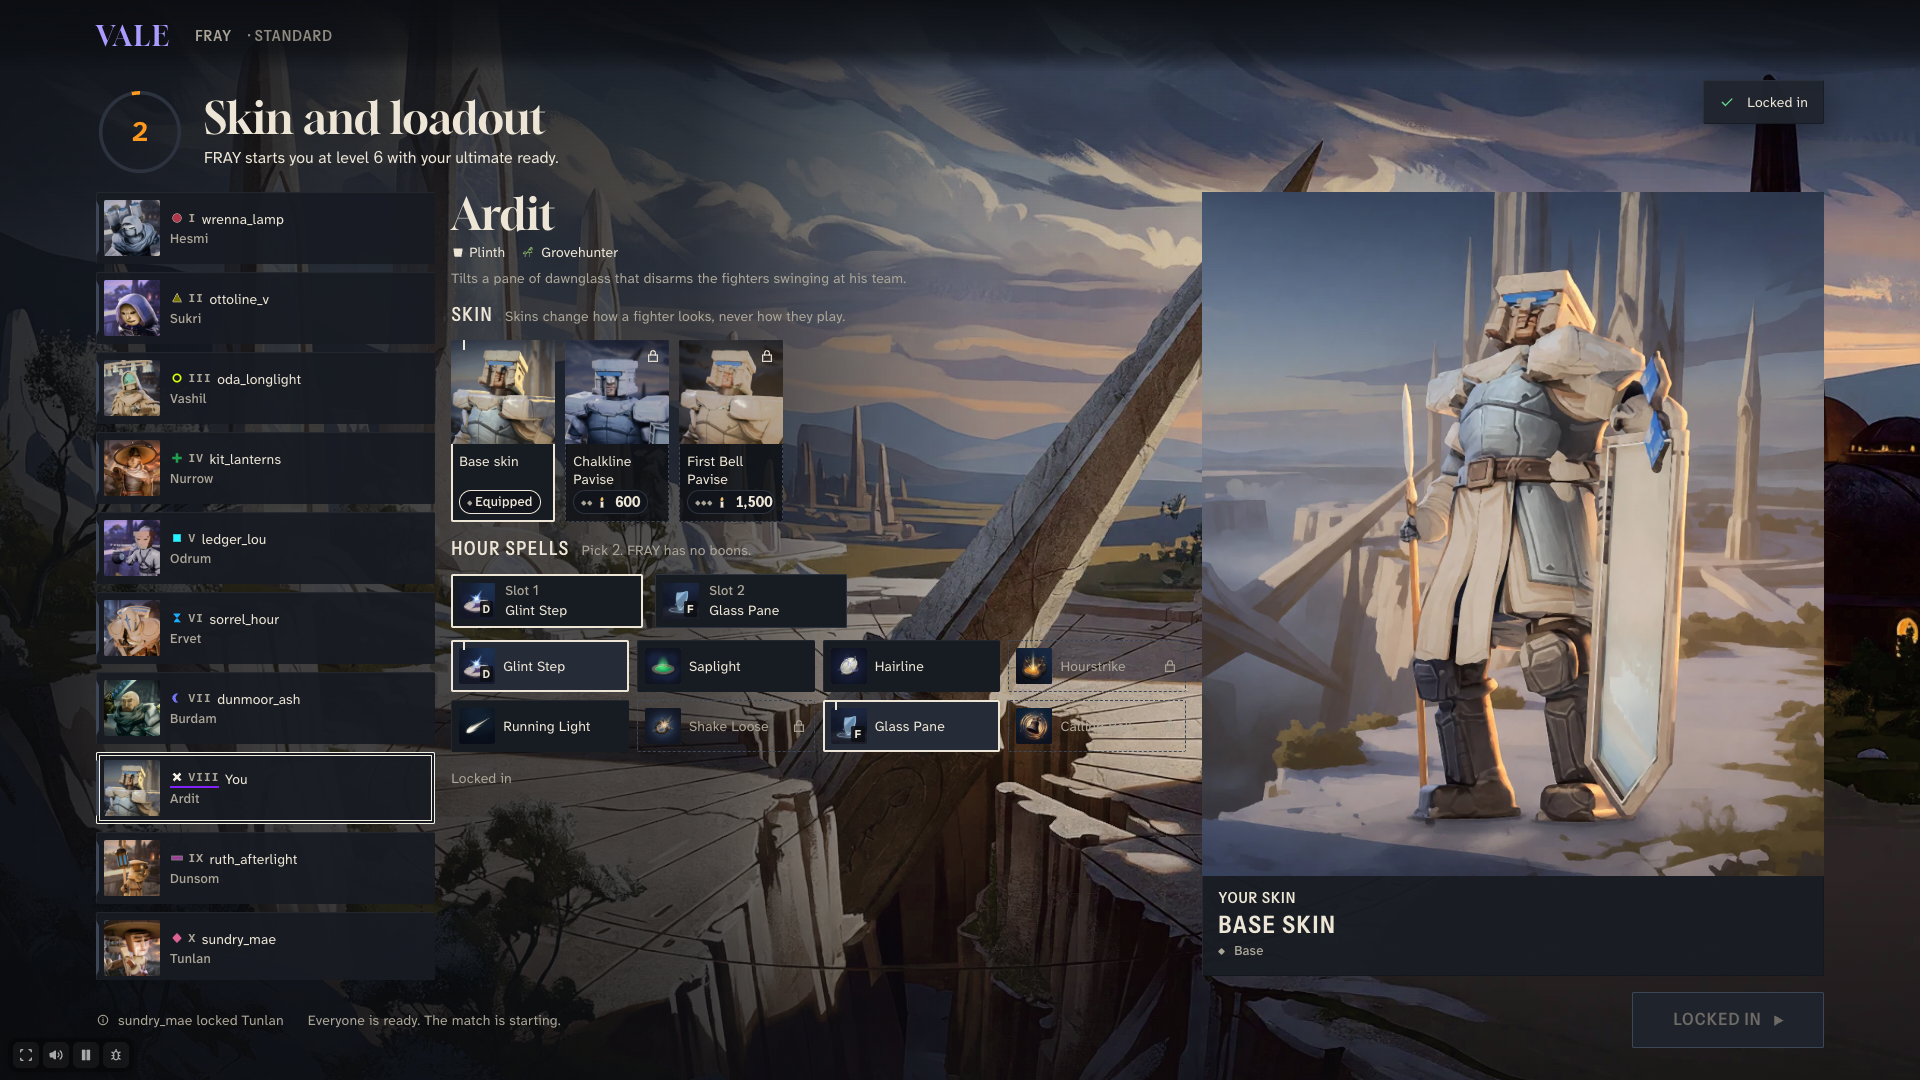 VALE FRAY · STANDARD
2
Skin and loadout
FRAY starts you at level 6 with your ultimate ready.
Locked in
I wrenna_lamp
Hesmi
II ottoline_v
Sukri
III oda_longlight
Vashil
IV kit_lanterns
Nurrow
V ledger_lou
Odrum
VI sorrel_hour
Ervet
VII dunmoor_ash
Burdam
VIII You
Ardit
IX ruth_afterlight
Dunsom
X sundry_mae
Tunlan
Ardit
Plinth Grovehunter
Tilts a pane of dawnglass that disarms the fighters swinging at his team.
SKIN Skins change how a fighter looks, never how they play.
Base skin
Equipped
Chalkline
Pavise
600
First Bell
Pavise
1,500
HOUR SPELLS Pick 2. FRAY has no boons.
Slot 1
D Glint Step
Slot 2
F Glass Pane
D Glint Step
Saplight
Hairline
Hourstrike
Running Light
Shake Loose
F Glass Pane
Locked in
YOUR SKIN
BASE SKIN
Base
sundry_mae locked Tunlan Everyone is ready. The match is starting.
LOCKED IN